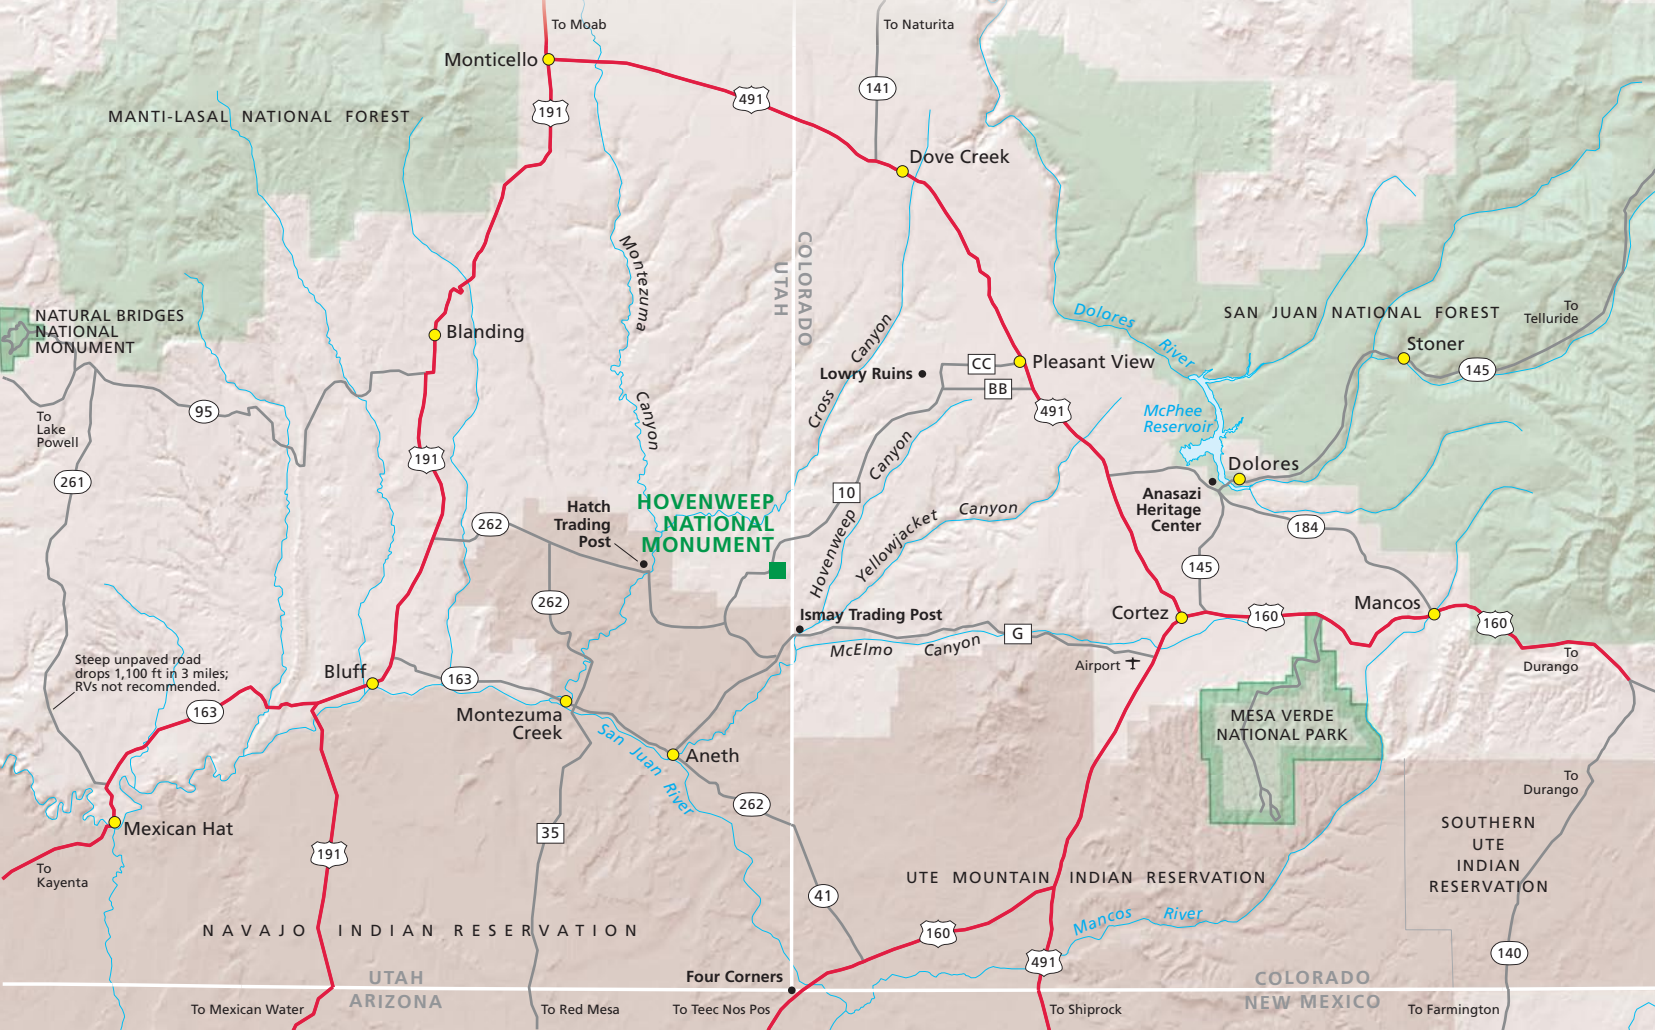 To Moab
To Naturita
Monticello
191
491
141
MANTI-LASAL NATIONAL FOREST
Dove Creek
Montezuma
Canyon
COLORADO
UTAH
NATURAL BRIDGES
NATIONAL
MONUMENT
Blanding
Cross Canyon
Dolores
River
SAN JUAN NATIONAL FOREST
To
Telluride
Stoner
145
Lowry Ruins
CC
BB
Pleasant View
491
McPhee
Reservoir
To
Lake
Powell
95
191
261
262
Hatch
Trading
Post
HOVENWEEP
NATIONAL
MONUMENT
10
Hovenweep Canyon
Yellowjacket Canyon
Dolores
Anasazi
Heritage
Center
184
145
262
Ismay Trading Post
McElmo Canyon
G
Cortez
160
Mancos
160
Airport
To
Durango
Steep unpaved road
drops 1,100 ft in 3 miles;
RVs not recommended.
Bluff
163
163
Montezuma
Creek
San Juan River
Aneth
MESA VERDE
NATIONAL PARK
To
Durango
262
Mexican Hat
35
191
To
Kayenta
SOUTHERN
UTE
INDIAN
RESERVATION
UTE MOUNTAIN INDIAN RESERVATION
41
160
Mancos River
NAVAJO INDIAN RESERVATION
491
140
UTAH
ARIZONA
Four Corners
COLORADO
NEW MEXICO
To Mexican Water
To Red Mesa
To Teec Nos Pos
To Shiprock
To Farmington